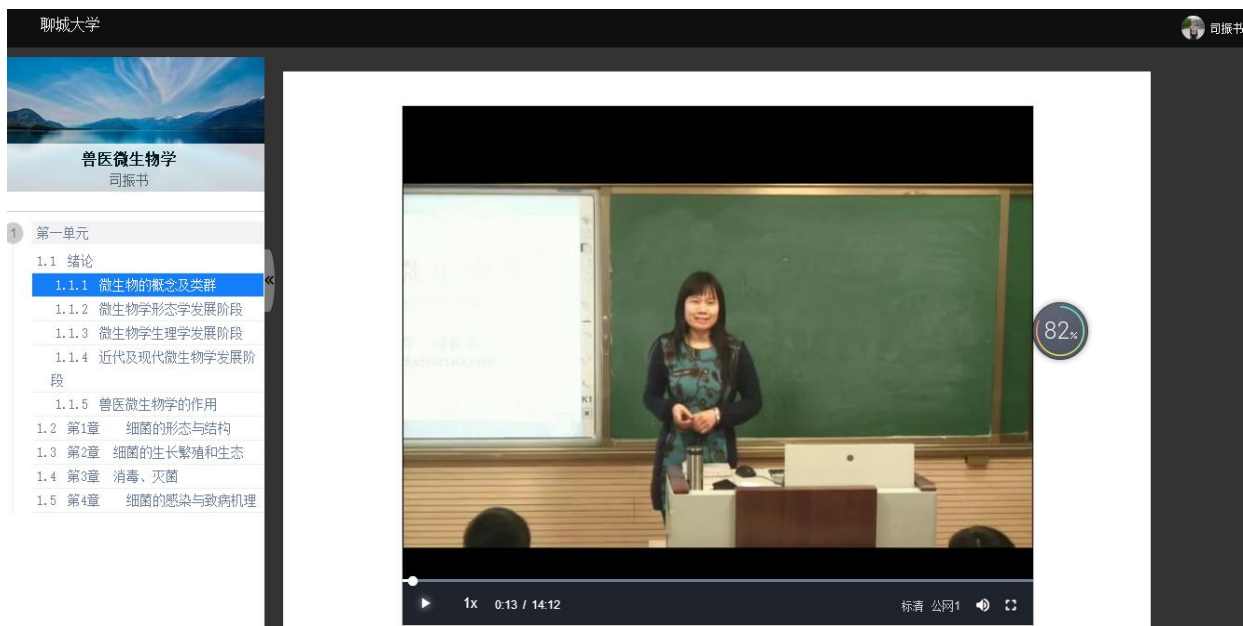 聊城大学
司振书
兽医微生物学
司振书
1 第一单元
1.1 绪论
1.1.1 微生物的概念及类群
«
1.1.2 微生物学形态学发展阶段
1.1.3 微生物学生理学发展阶段
1.1.4 近代及现代微生物学发展阶
段
1.1.5 兽医微生物学的作用
1.2 第1章 细菌的形态与结构
1.3 第2章 细菌的生长繁殖和生态
1.4 第3章 消毒、灭菌
1.5 第4章 细菌的感染与致病机理
82%
1x 0:13 / 14:12 标清 公网1